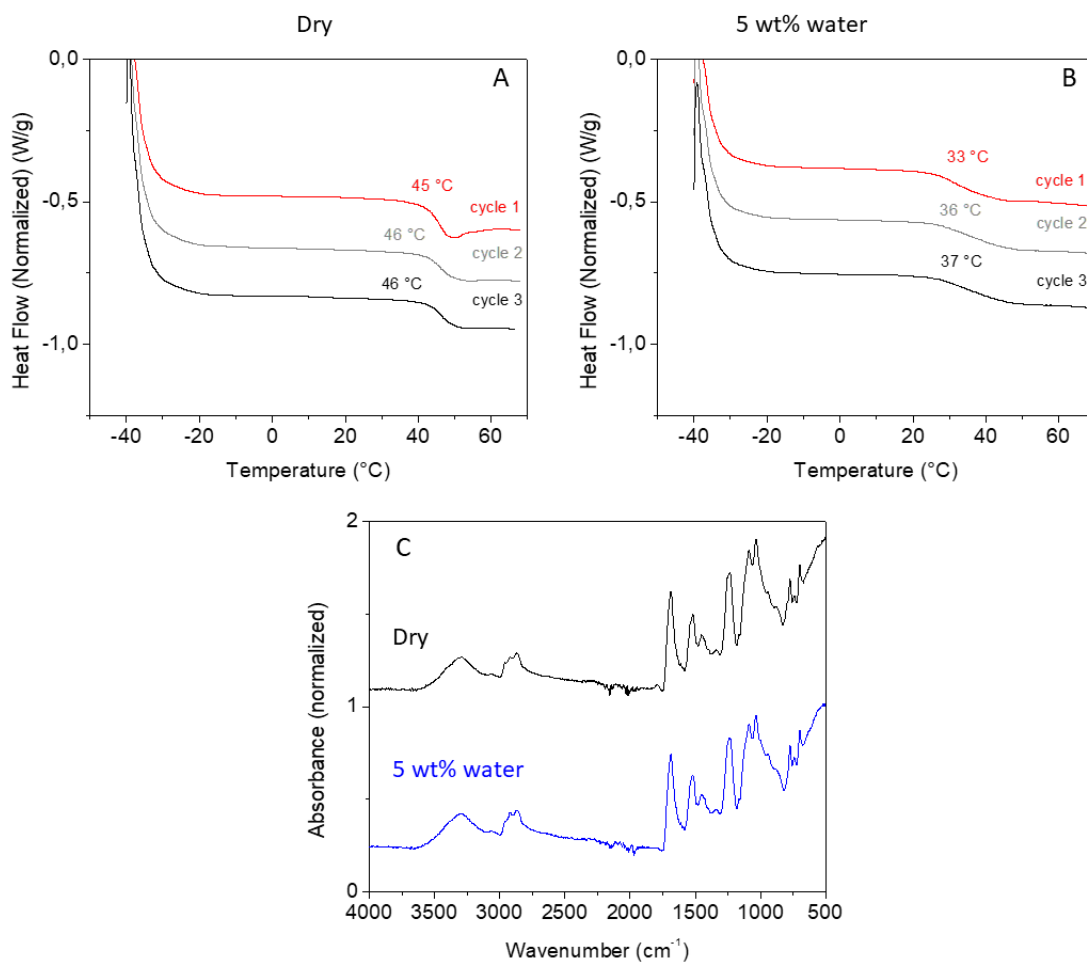 Dry
5 wt% water
A
0,0
-0,5
-1,0
Heat Flow (Normalized) (W/g)
45 °C
cycle 1
46 °C
cycle 2
46 °C
cycle 3
-40
-20
0
20
40
60
Temperature (°C)
B
0,0
-0,5
-1,0
Heat Flow (Normalized) (W/g)
33 °C
cycle 1
36 °C
cycle 2
37 °C
cycle 3
-40
-20
0
20
40
60
Temperature (°C)
C
2
1
0
Absorbance (normalized)
Dry
5 wt% water
4000
3500
3000
2500
2000
1500
1000
500
Wavenumber (cm⁻¹)